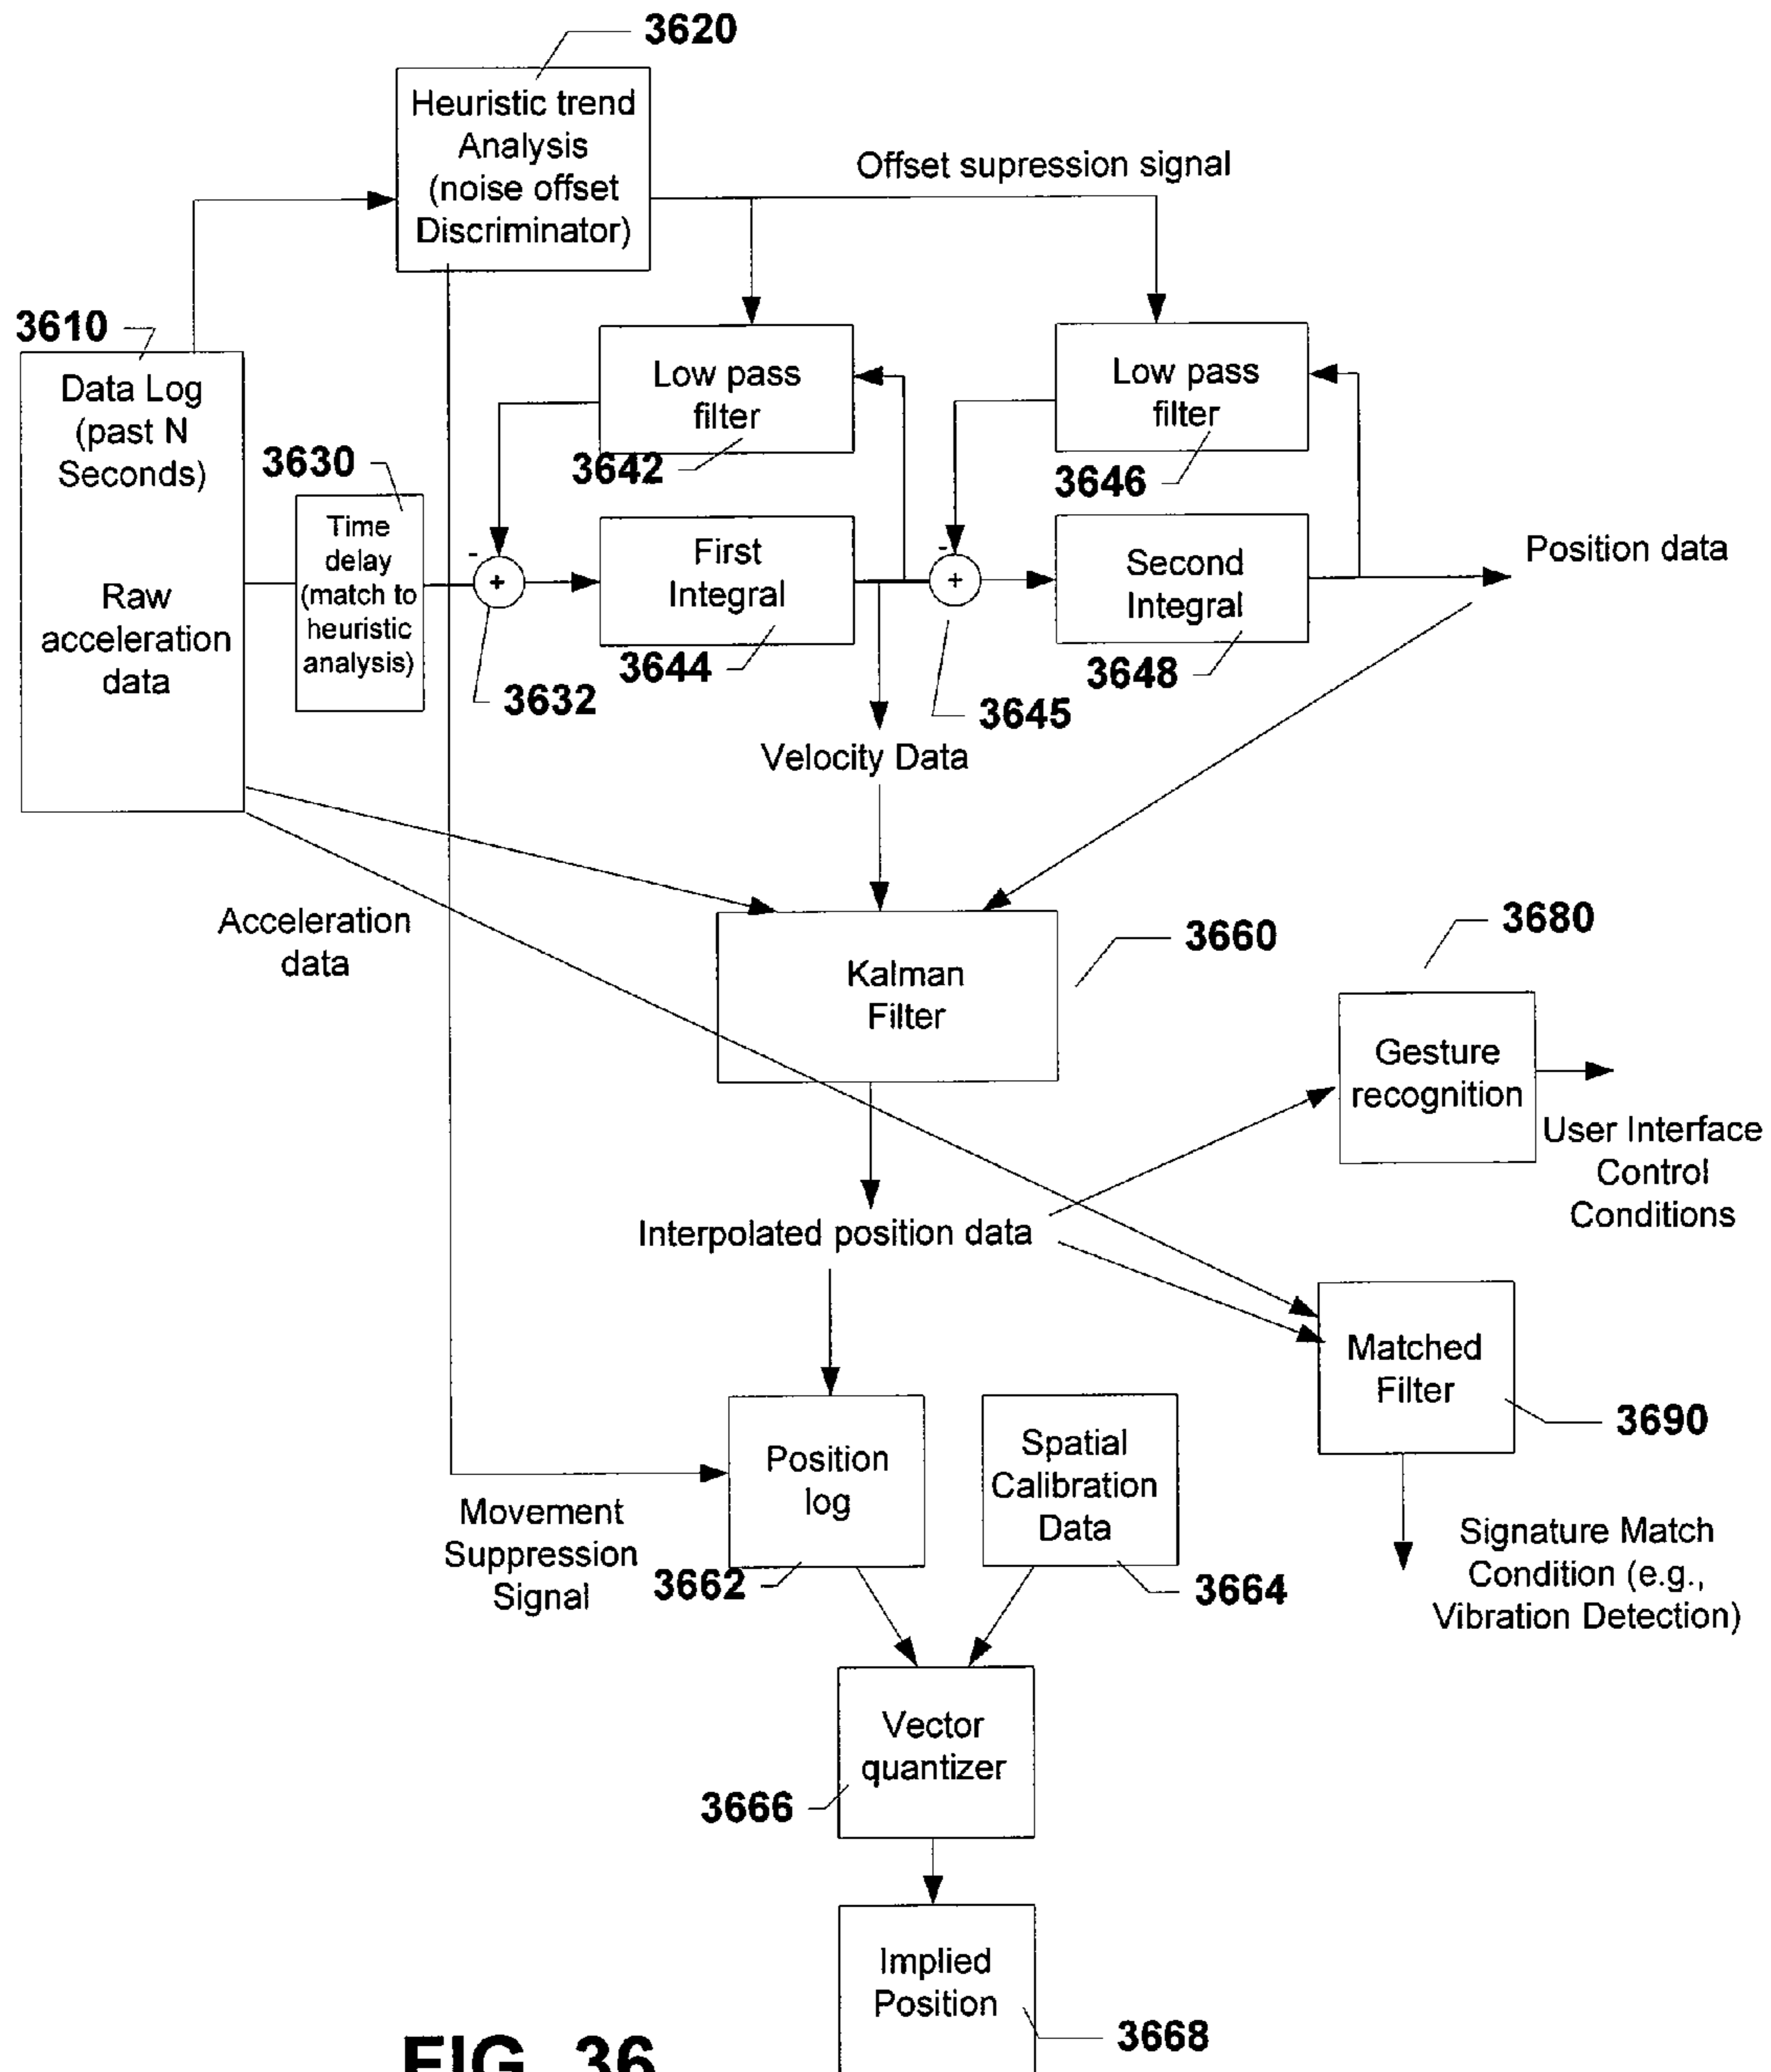 3620
Heuristic trend
Analysis
(noise offset
Discriminator)
Offset supression signal
3610
Data Log
(past N
Seconds)
Raw
acceleration
data
3630
Time
delay
(match to
heuristic
analysis)
Low pass
filter
3642
Low pass
filter
3646
-
+
3632
First
Integral
3644
-
+
3645
Second
Integral
3648
Position data
Velocity Data
Acceleration
data
Kalman
Filter
3660
3680
Gesture
recognition
User Interface
Control
Conditions
Interpolated position data
Matched
Filter
3690
Signature Match
Condition (e.g.,
Vibration Detection)
Position
log
3662
Movement
Suppression
Signal
Spatial
Calibration
Data
3664
Vector
quantizer
3666
Implied
Position
3668
FIG. 36